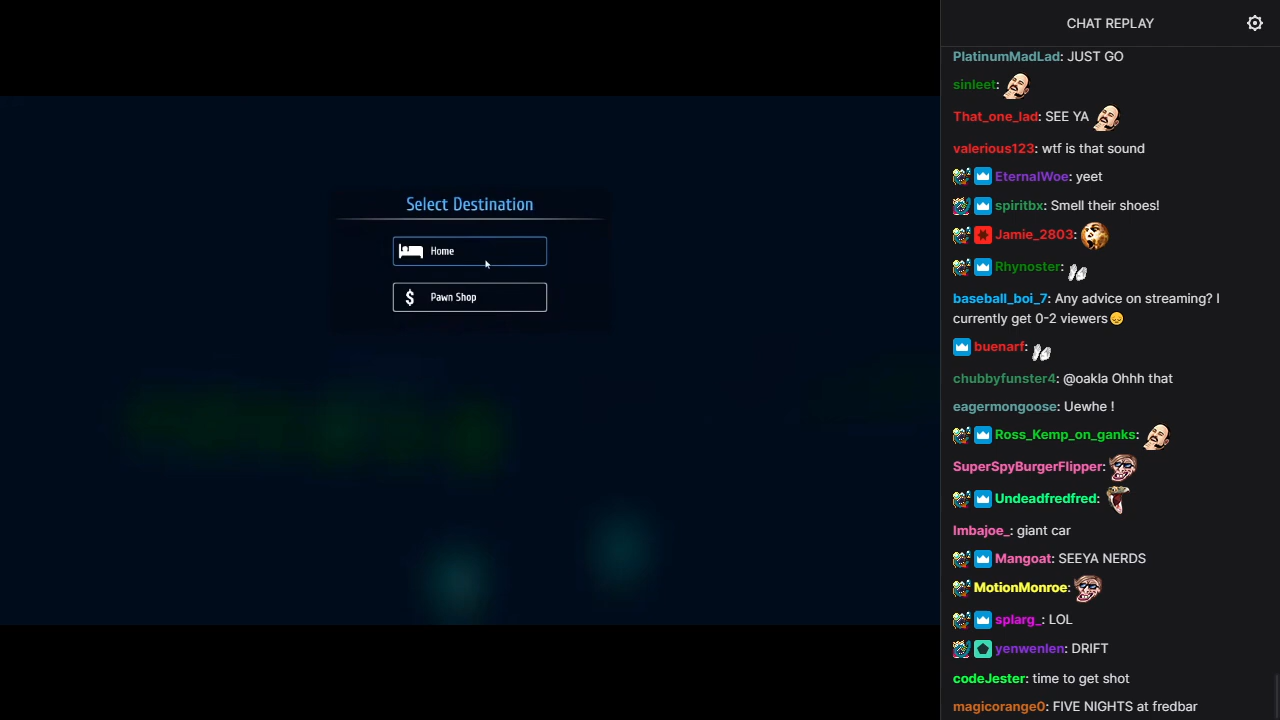 Select Destination
Home
$ Pawn Shop
CHAT REPLAY
PlatinumMadLad: JUST GO
sinleet:
That_one_lad: SEE YA
valerious123: wtf is that sound
EternalWoe: yeet
spiritbx: Smell their shoes!
Jamie_2803:
Rhynoster:
baseball_boi_7: Any advice on streaming? I
currently get 0-2 viewers😞
buenarf:
chubbyfunster4: @oakla Ohhh that
eagermongoose: Uewhe !
Ross_Kemp_on_ganks:
SuperSpyBurgerFlipper:
Undeadfredfred:
Imbajoe_: giant car
Mangoat: SEEYA NERDS
MotionMonroe:
splarg_: LOL
yenwenlen: DRIFT
codeJester: time to get shot
magicorange0: FIVE NIGHTS at fredbar